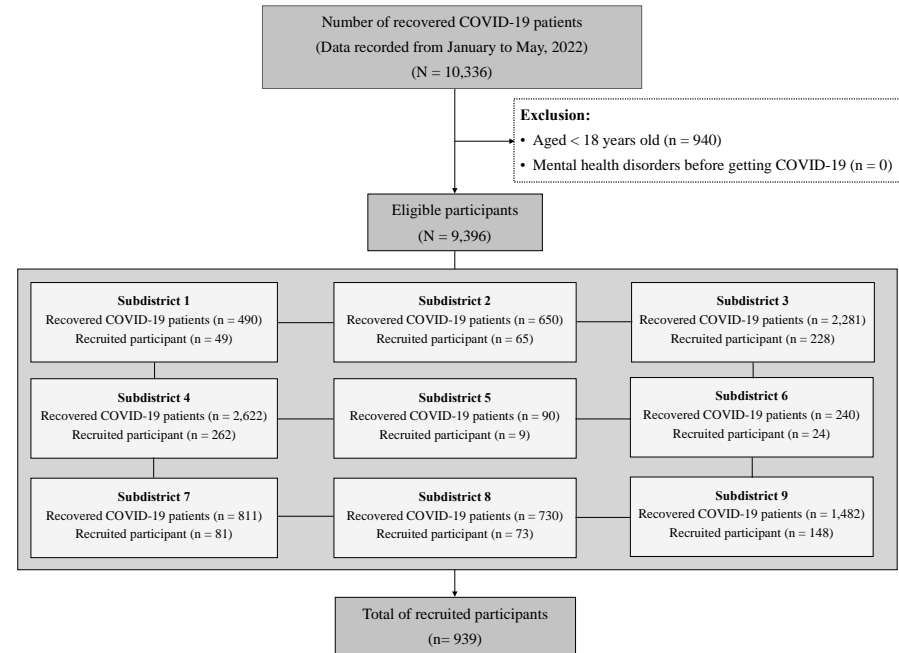 Number of recovered COVID-19 patients
(Data recorded from January to May, 2022)
(N = 10,336)
Exclusion:
• Aged < 18 years old (n = 940)
• Mental health disorders before getting COVID-19 (n = 0)
Eligible participants
(N = 9,396)
Subdistrict 1
Recovered COVID-19 patients (n = 490)
Recruited participant (n = 49)
Subdistrict 2
Recovered COVID-19 patients (n = 650)
Recruited participant (n = 65)
Subdistrict 3
Recovered COVID-19 patients (n = 2,281)
Recruited participant (n = 228)
Subdistrict 4
Recovered COVID-19 patients (n = 2,622)
Recruited participant (n = 262)
Subdistrict 5
Recovered COVID-19 patients (n = 90)
Recruited participant (n = 9)
Subdistrict 6
Recovered COVID-19 patients (n = 240)
Recruited participant (n = 24)
Subdistrict 7
Recovered COVID-19 patients (n = 811)
Recruited participant (n = 81)
Subdistrict 8
Recovered COVID-19 patients (n = 730)
Recruited participant (n = 73)
Subdistrict 9
Recovered COVID-19 patients (n = 1,482)
Recruited participant (n = 148)
Total of recruited participants
(n= 939)